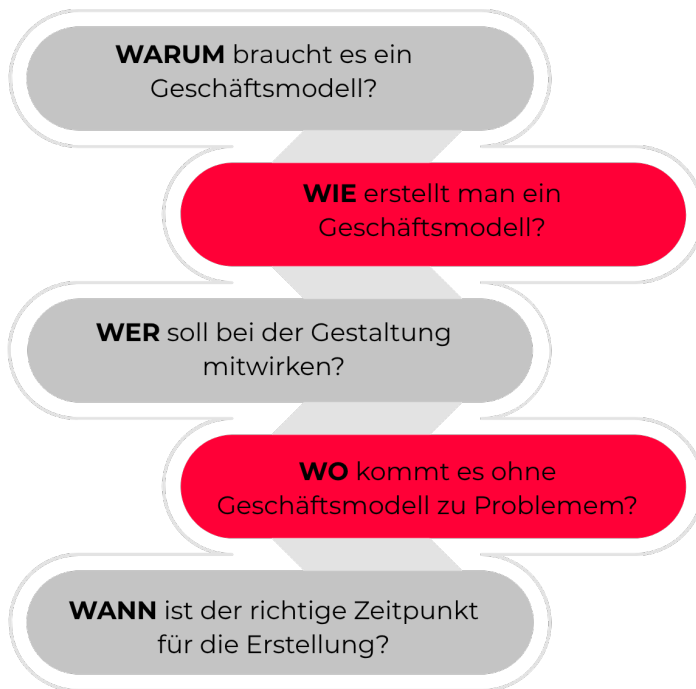 WARUM braucht es ein
Geschäftsmodell?
WIE erstellt man ein
Geschäftsmodell?
WER soll bei der Gestaltung
mitwirken?
WO kommt es ohne
Geschäftsmodell zu Problemem?
WANN ist der richtige Zeitpunkt
für die Erstellung?